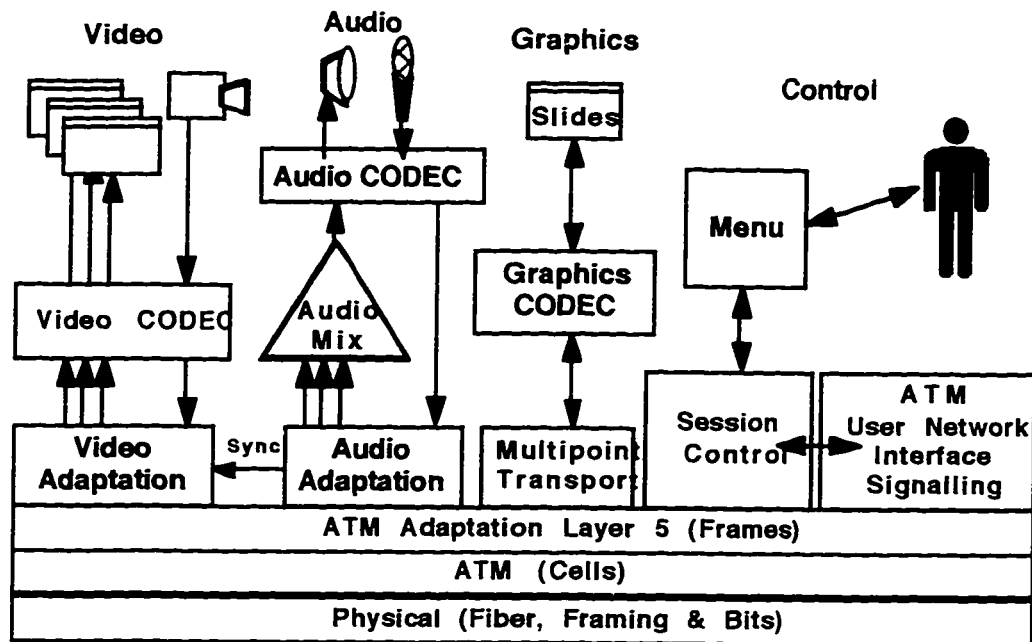 Video
Audio
Graphics
Control
Slides
Audio CODEC
Menu
Graphics
CODEC
Video CODEC
Audio
Mix
Video
Adaptation
Sync
Audio
Adaptation
Multipoint
Transport
Session
Control
ATM
User Network
Interface
Signalling
ATM Adaptation Layer 5 (Frames)
ATM (Cells)
Physical (Fiber, Framing & Bits)